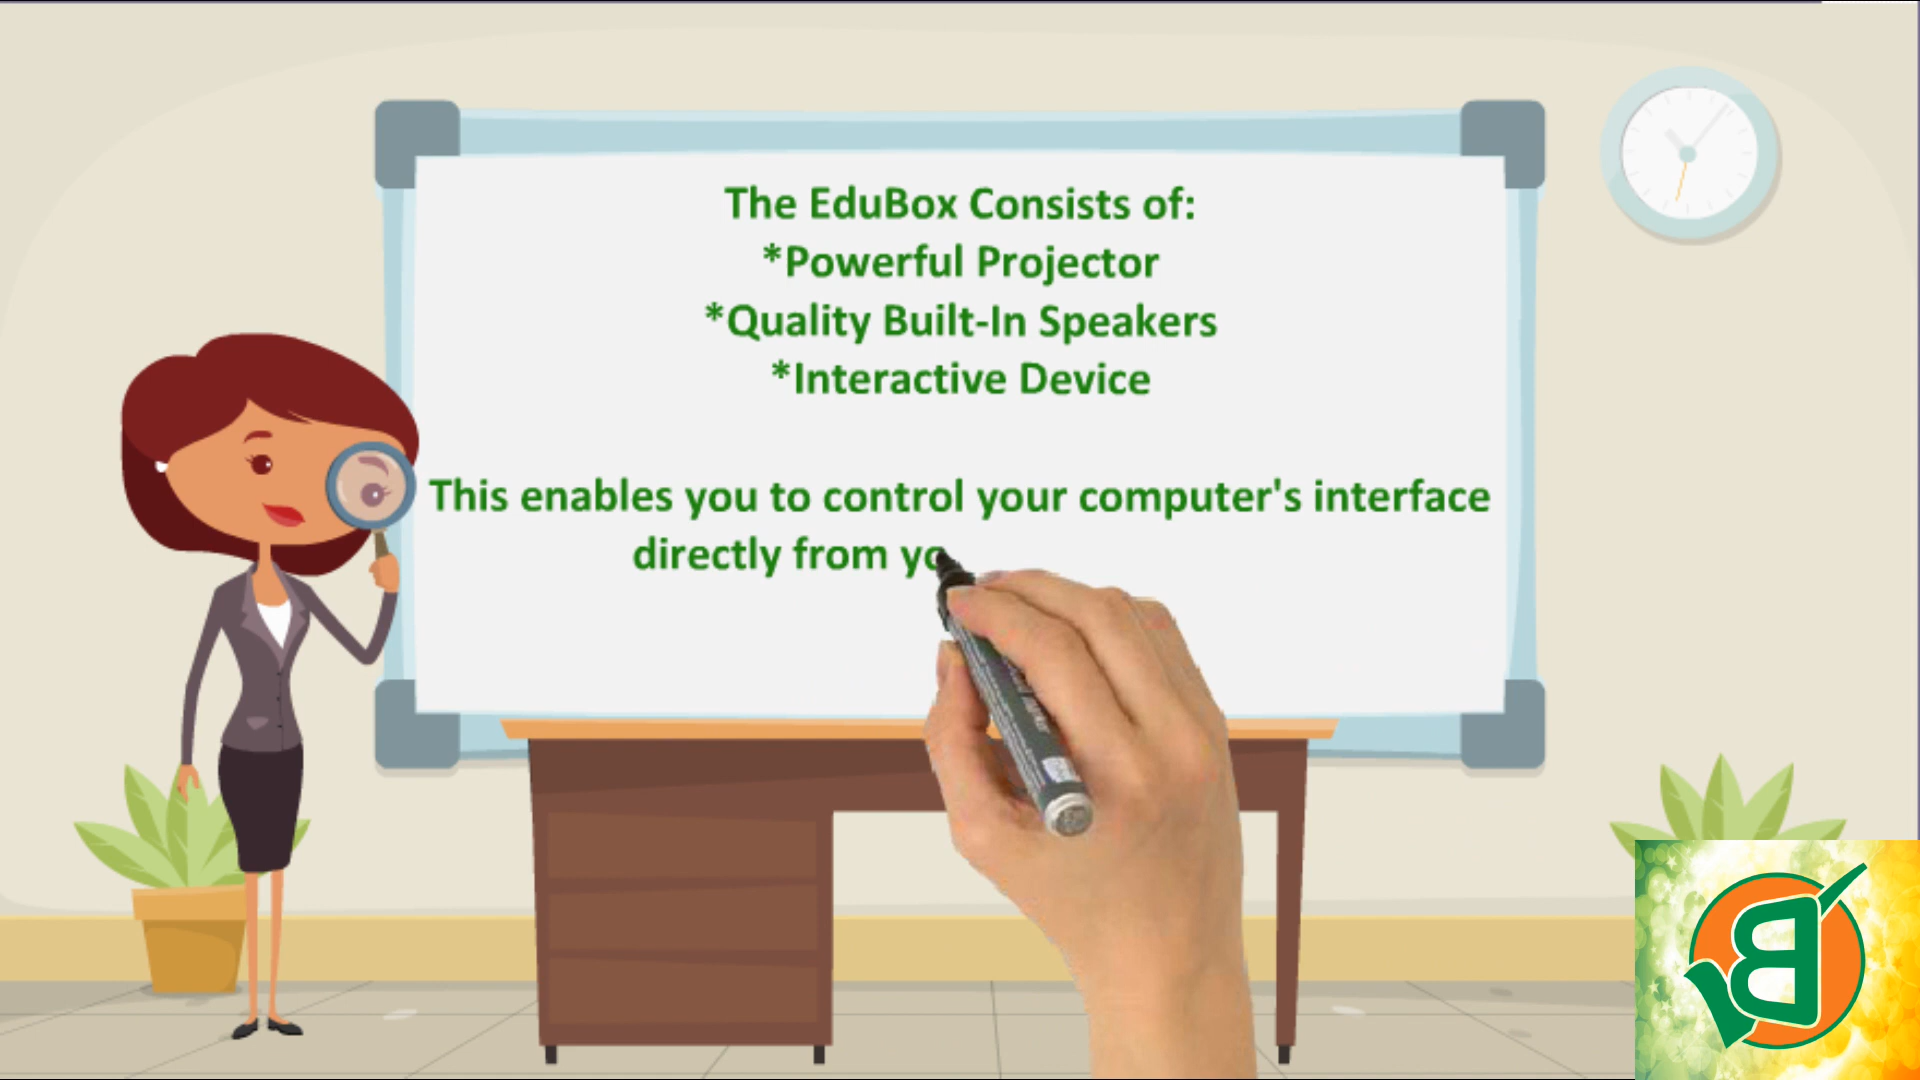 The EduBox Consists of:
*Powerful Projector
*Quality Built-In Speakers
*Interactive Device
This enables you to control your computer's interface
directly from yo